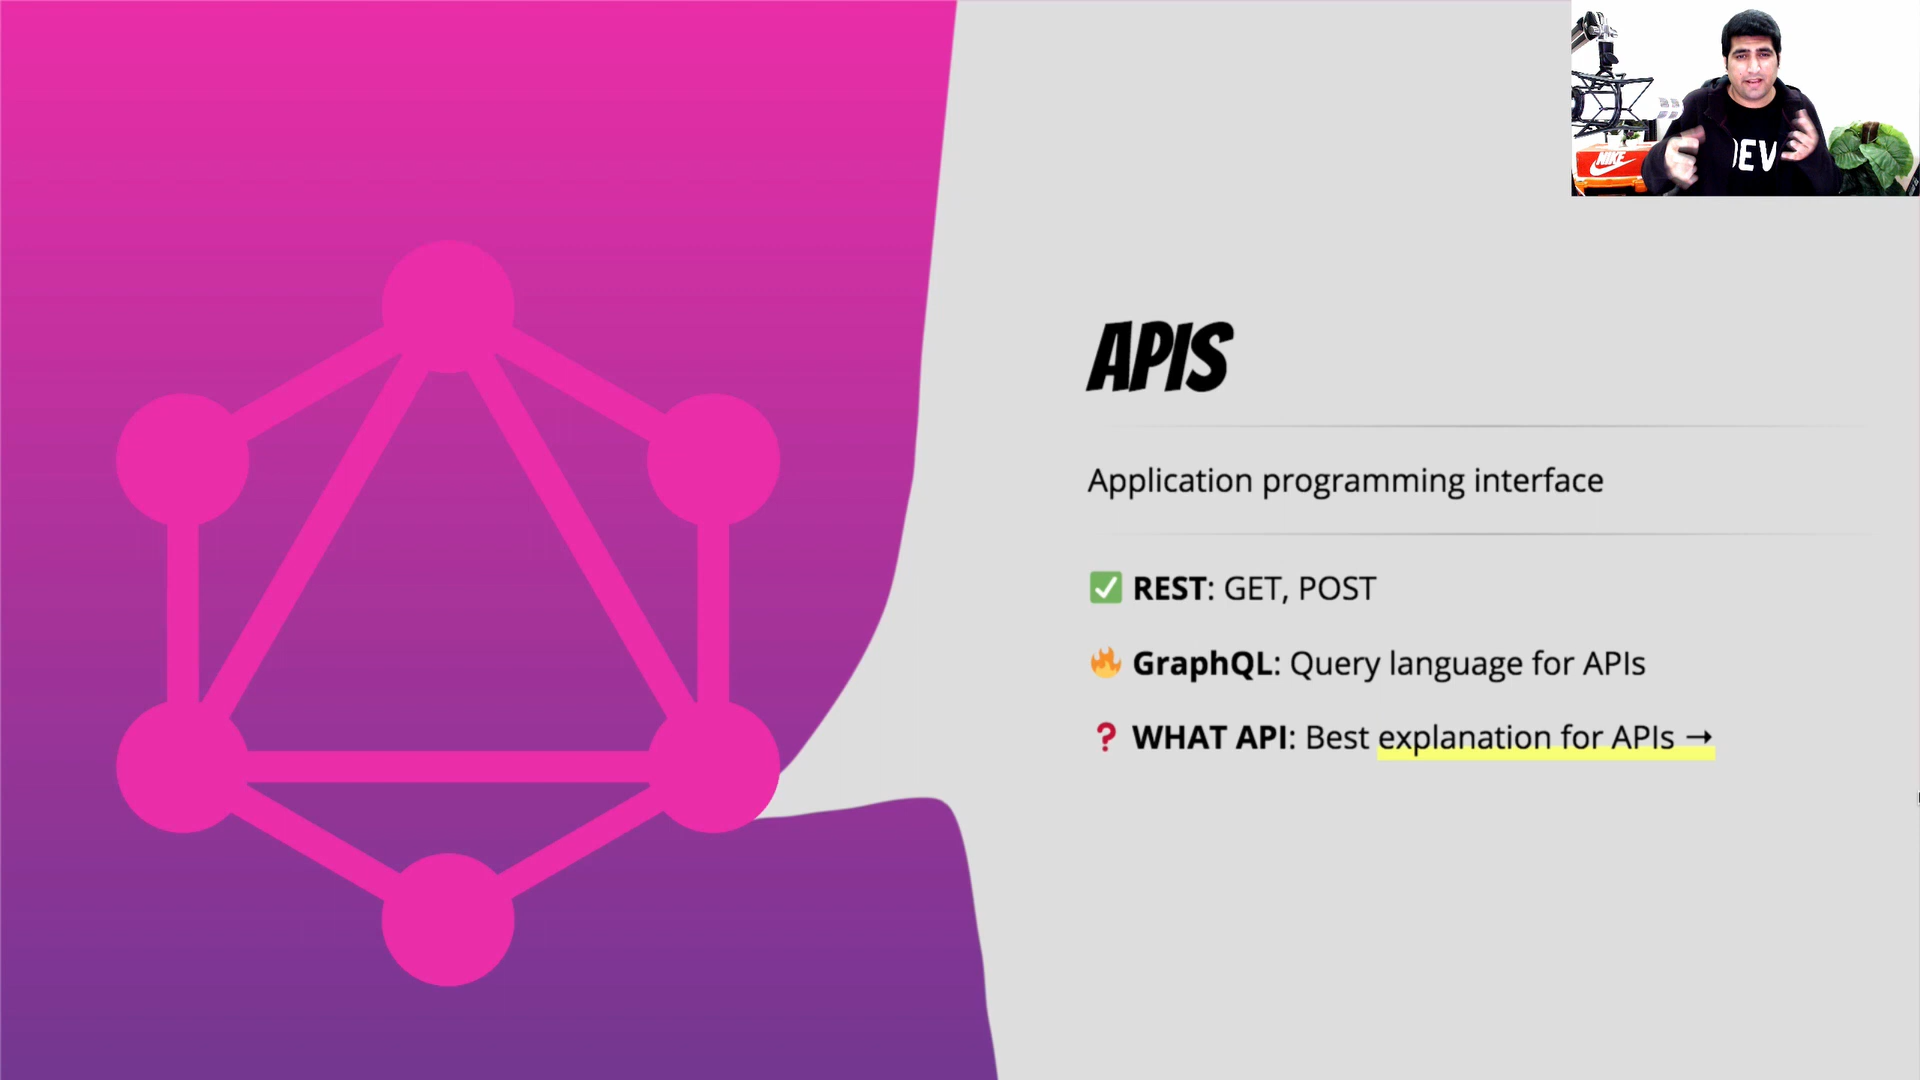 APIS
Application programming interface
✅ REST: GET, POST
🔥 GraphQL: Query language for APIs
❓ WHAT API: Best explanation for APIs →
NIKE
DEV